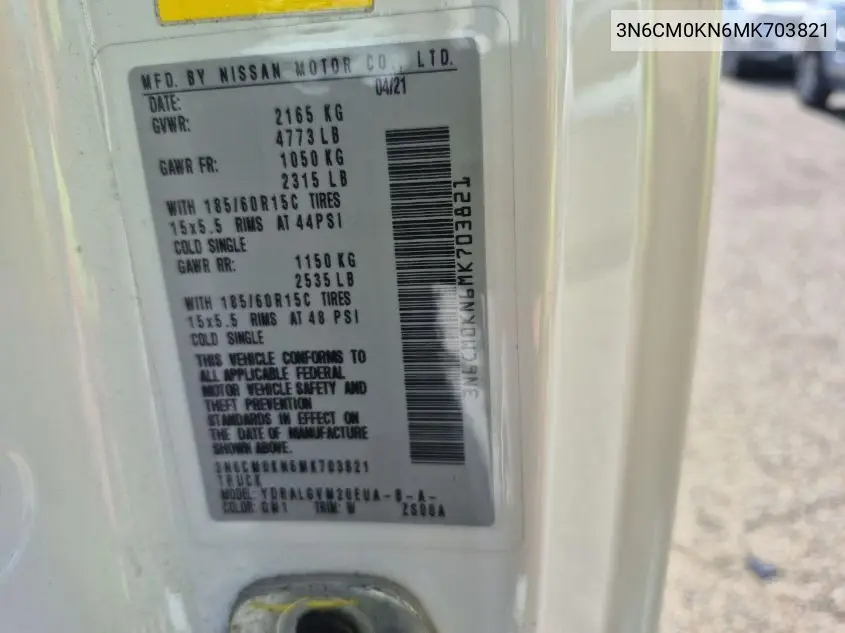 3N6CM0KN6MK703821
MFD. BY NISSAN MOTOR CO., LTD.
DATE: 04/21
GVWR: 2165 KG
4773 LB
GAWR FR: 1050 KG
2315 LB
WITH 185/60R15C TIRES
15x5.5 RIMS AT 44PSI
COLD SINGLE
GAWR RR: 1150 KG
2535 LB
WITH 185/60R15C TIRES
15x5.5 RIMS AT 48 PSI
COLD SINGLE
THIS VEHICLE CONFORMS TO
ALL APPLICABLE FEDERAL
MOTOR VEHICLE SAFETY AND
THEFT PREVENTION
STANDARDS IN EFFECT ON
THE DATE OF MANUFACTURE
SHOWN ABOVE.
3N6CM0KN6MK703821
TRUCK
MODEL:
COLOR: TRIM: W
3N6CM0KN6MK703821